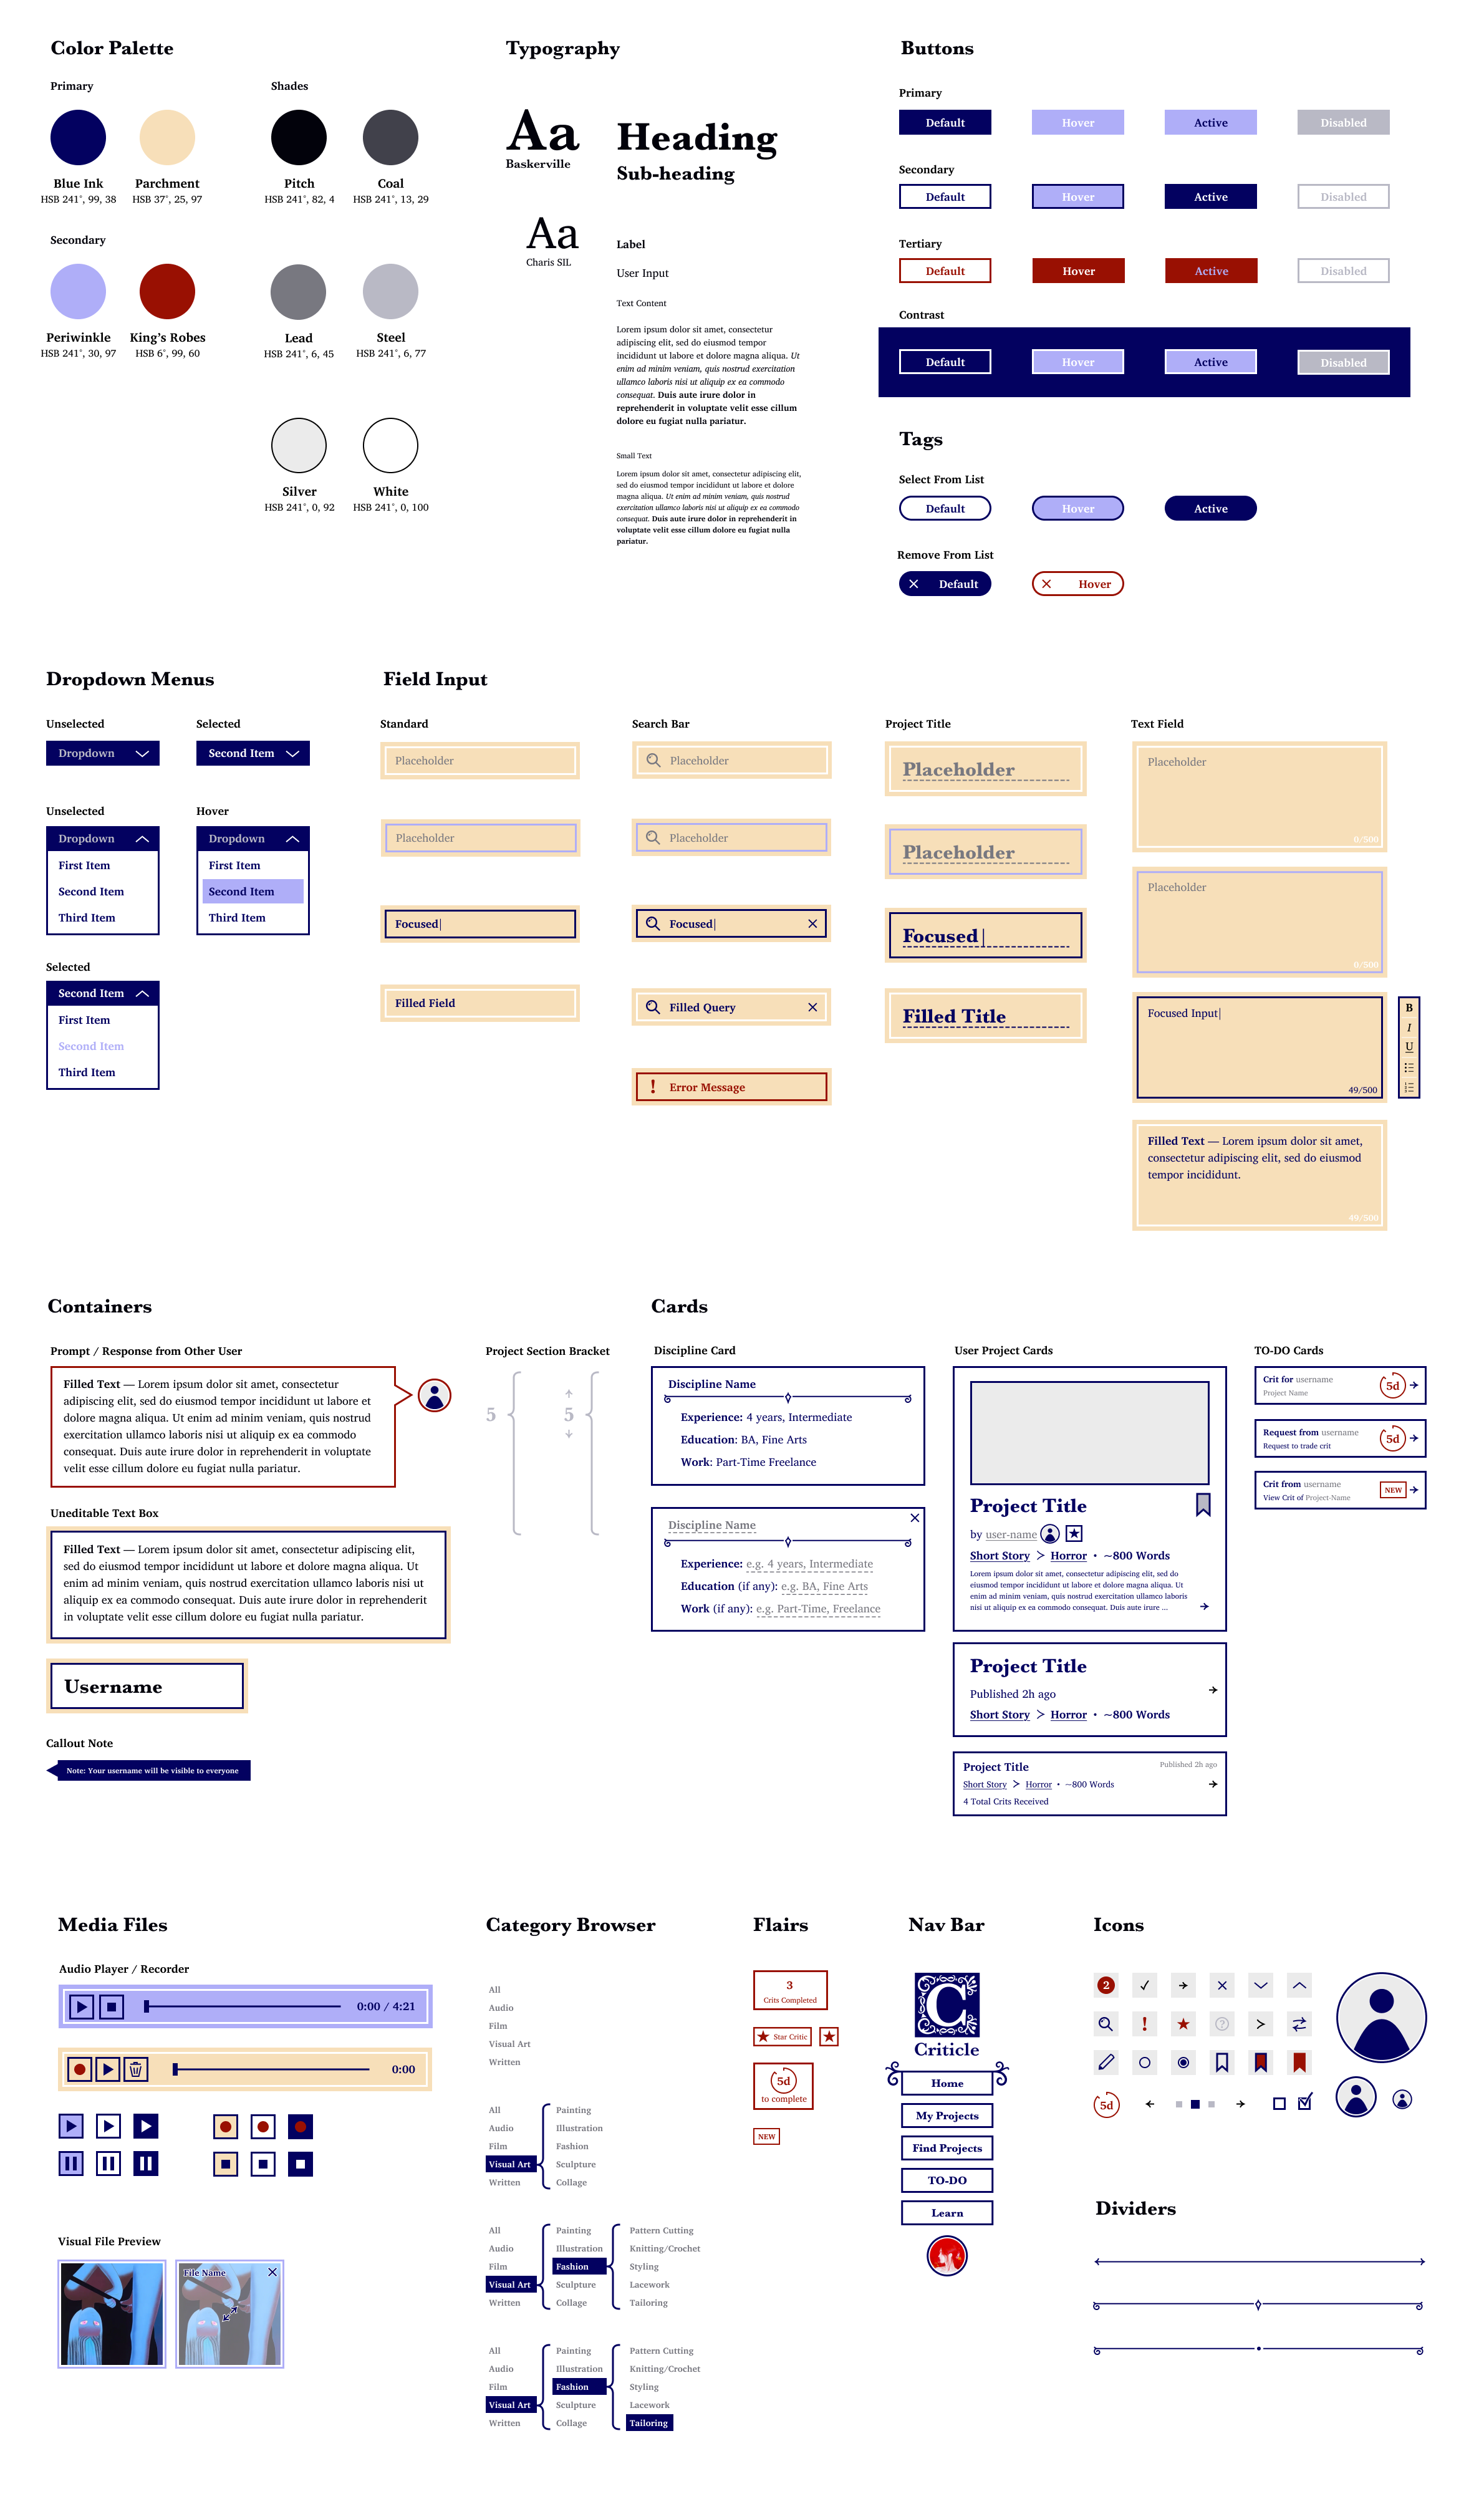 Color Palette
Primary
Shades
Blue Ink
HSB 241°, 99, 38
Parchment
HSB 37°, 25, 97
Pitch
HSB 241°, 82, 4
Coal
HSB 241°, 13, 29
Secondary
Periwinkle
HSB 241°, 30, 97
King's Robes
HSB 6°, 99, 60
Lead
HSB 241°, 6, 45
Steel
HSB 241°, 6, 77
Silver
HSB 241°, 0, 92
White
HSB 241°, 0, 100
Typography
Aa
Baskerville
Heading
Sub-heading
Aa
Charis SIL
Label
User Input
Text Content
Lorem ipsum dolor sit amet, consectetur
adipiscing elit, sed do eiusmod tempor
incididunt ut labore et dolore magna aliqua. Ut
enim ad minim veniam, quis nostrud exercitation
ullamco laboris nisi ut aliquip ex ea commodo
consequat. Duis aute irure dolor in
reprehenderit in voluptate velit esse cillum
dolore eu fugiat nulla pariatur.
Small Text
Lorem ipsum dolor sit amet, consectetur adipiscing elit,
sed do eiusmod tempor incididunt ut labore et dolore
magna aliqua. Ut enim ad minim veniam, quis nostrud
exercitation ullamco laboris nisi ut aliquip ex ea commodo
consequat. Duis aute irure dolor in reprehenderit in
voluptate velit esse cillum dolore eu fugiat nulla
pariatur.
Buttons
Primary
Default
Hover
Active
Disabled
Secondary
Default
Hover
Active
Disabled
Tertiary
Default
Hover
Active
Disabled
Contrast
Default
Hover
Active
Disabled
Tags
Select From List
Default
Hover
Active
Remove From List
Default
Hover
Dropdown Menus
Unselected
Dropdown
Selected
Second Item
Unselected
Dropdown
First Item
Second Item
Third Item
Hover
Dropdown
First Item
Second Item
Third Item
Selected
Second Item
First Item
Second Item
Third Item
Field Input
Standard
Placeholder
Placeholder
Focused|
Filled Field
Search Bar
Placeholder
Placeholder
Focused|
Filled Query
! Error Message
Project Title
Placeholder
Placeholder
Focused|
Filled Title
Text Field
Placeholder
0/500
Placeholder
0/500
Focused Input|
49/500
B
I
U
Filled Text — Lorem ipsum dolor sit amet,
consectetur adipiscing elit, sed do eiusmod
tempor incididunt.
49/500
Containers
Prompt / Response from Other User
Filled Text — Lorem ipsum dolor sit amet, consectetur
adipiscing elit, sed do eiusmod tempor incididunt ut labore et
dolore magna aliqua. Ut enim ad minim veniam, quis nostrud
exercitation ullamco laboris nisi ut aliquip ex ea commodo
consequat. Duis aute irure dolor in reprehenderit in voluptate
velit esse cillum dolore eu fugiat nulla pariatur.
Uneditable Text Box
Filled Text — Lorem ipsum dolor sit amet, consectetur adipiscing elit,
sed do eiusmod tempor incididunt ut labore et dolore magna aliqua. Ut
enim ad minim veniam, quis nostrud exercitation ullamco laboris nisi ut
aliquip ex ea commodo consequat. Duis aute irure dolor in reprehenderit
in voluptate velit esse cillum dolore eu fugiat nulla pariatur.
Username
Callout Note
Note: Your username will be visible to everyone
Project Section Bracket
5
5
Cards
Discipline Card
Discipline Name
Experience: 4 years, Intermediate
Education: BA, Fine Arts
Work: Part-Time Freelance
Discipline Name
Experience: e.g. 4 years, Intermediate
Education (if any): e.g. BA, Fine Arts
Work (if any): e.g. Part-Time, Freelance
User Project Cards
Project Title
by user-name
Short Story > Horror • ~800 Words
Lorem ipsum dolor sit amet, consectetur adipiscing elit, sed do
eiusmod tempor incididunt ut labore et dolore magna aliqua. Ut
enim ad minim veniam, quis nostrud exercitation ullamco laboris
nisi ut aliquip ex ea commodo consequat. Duis aute irure ...
Project Title
Published 2h ago
Short Story > Horror • ~800 Words
Project Title
Published 2h ago
Short Story > Horror • ~800 Words
4 Total Crits Received
TO-DO Cards
Crit for username
Project Name
5d
Request from username
Request to trade crit
5d
Crit from username
View Crit of Project-Name
NEW
Media Files
Audio Player / Recorder
0:00 / 4:21
0:00
Visual File Preview
File Name
Category Browser
All
Audio
Film
Visual Art
Written
All
Audio
Film
Visual Art
Written
Painting
Illustration
Fashion
Sculpture
Collage
All
Audio
Film
Visual Art
Written
Painting
Illustration
Fashion
Sculpture
Collage
Pattern Cutting
Knitting/Crochet
Styling
Lacework
Tailoring
All
Audio
Film
Visual Art
Written
Painting
Illustration
Fashion
Sculpture
Collage
Pattern Cutting
Knitting/Crochet
Styling
Lacework
Tailoring
Flairs
3
Crits Completed
Star Critic
5d
to complete
NEW
Nav Bar
C
Criticle
Home
My Projects
Find Projects
TO-DO
Learn
Icons
2
!
?
5d
Dividers